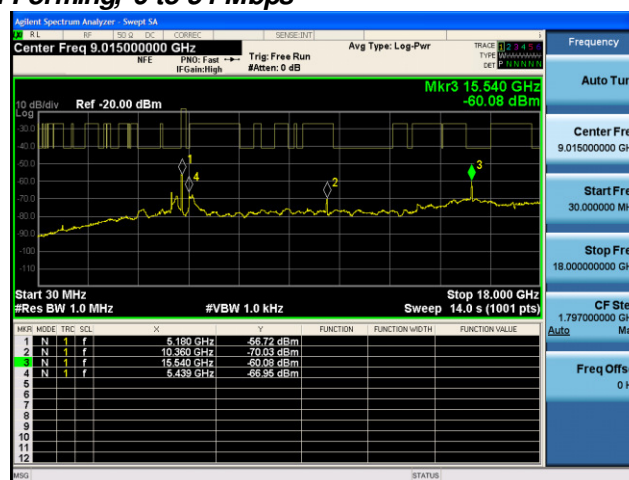 Agilent Spectrum Analyzer - Swept SA
RL RF 50 Ω DC CORREC SENSE:INT
Center Freq 9.015000000 GHz
NFE PNO: Fast IFGain:High
Trig: Free Run #Atten: 0 dB
Avg Type: Log-Pwr
TRACE 1 2 3 4 5 6
TYPE
DET P N N N N N
Mkr3 15.540 GHz
-60.08 dBm
10 dB/div Ref -20.00 dBm
Log
-30.0
-40.0
-50.0
-60.0
-70.0
-80.0
-90.0
-100
-110
1
4
2
3
Start 30 MHz Stop 18.000 GHz
#Res BW 1.0 MHz #VBW 1.0 kHz Sweep 14.0 s (1001 pts)
MKR MODE TRC SCL X Y FUNCTION FUNCTION WIDTH FUNCTION VALUE
1 N 1 f 5.180 GHz -56.72 dBm
2 N 1 f 10.360 GHz -70.03 dBm
3 N 1 f 15.540 GHz -60.08 dBm
4 N 1 f 5.439 GHz -66.95 dBm
5
6
7
8
9
10
11
12
MSG STATUS
Frequency
Auto Tun
Center Fre
9.015000000 GH
Start Fre
30.000000 MH
Stop Fre
18.000000000 GH
CF Ste
1.797000000 GH
Auto Ma
Freq Offs
0 H